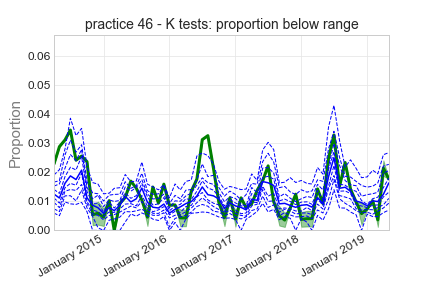 practice 46 - K tests: proportion below range
0.06
0.05
0.04
0.03
0.02
0.01
0.00
Proportion
January 2015
January 2016
January 2017
January 2018
January 2019